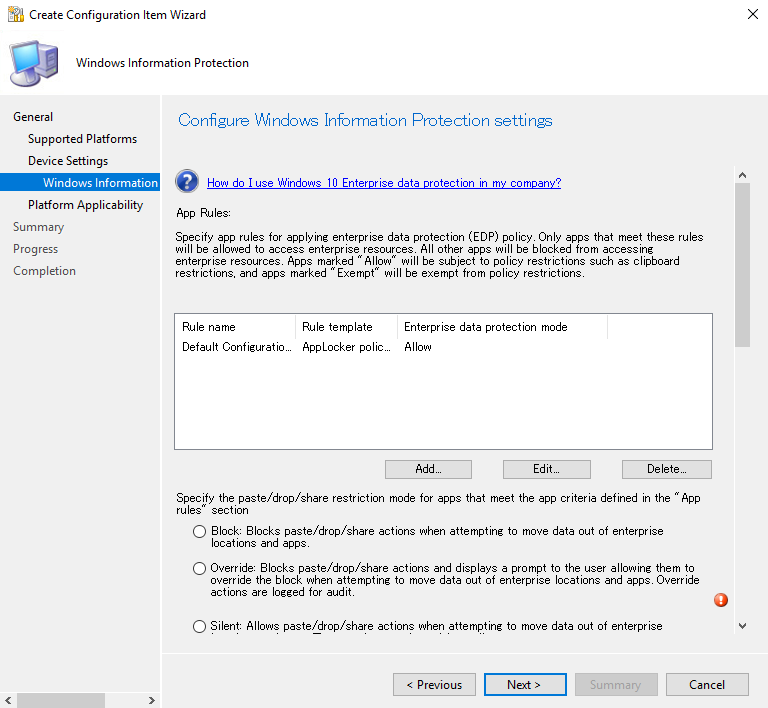 Create Configuration Item Wizard
Windows Information Protection
General
Supported Platforms
Device Settings
Windows Information
Platform Applicability
Summary
Progress
Completion
Configure Windows Information Protection settings
How do I use Windows 10 Enterprise data protection in my company?
App Rules:
Specify app rules for applying enterprise data protection (EDP) policy. Only apps that meet these rules
will be allowed to access enterprise resources. All other apps will be blocked from accessing
enterprise resources. Apps marked "Allow" will be subject to policy restrictions such as clipboard
restrictions, and apps marked "Exempt" will be exempt from policy restrictions.
Rule name Rule template Enterprise data protection mode
Default Configuratio... AppLocker polic... Allow
Add... Edit... Delete...
Specify the paste/drop/share restriction mode for apps that meet the app criteria defined in the "App
rules" section
Block: Blocks paste/drop/share actions when attempting to move data out of enterprise
locations and apps.
Override: Blocks paste/drop/share actions and displays a prompt to the user allowing them to
override the block when attempting to move data out of enterprise locations and apps. Override
actions are logged for audit.
Silent: Allows paste/drop/share actions when attempting to move data out of enterprise
< Previous Next > Summary Cancel